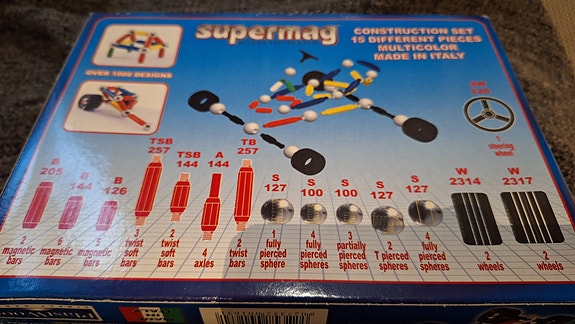 supermag
CONSTRUCTION SET
15 DIFFERENT PIECES
MULTICOLOR
MADE IN ITALY
OVER 1000 DESIGNS
1
steering
wheel
B
205
2
magnetic
bars
B
144
6
magnetic
bars
B
126
5
magnetic
bars
TSB
257
3
twist
soft
bars
TSB
144
2
twist
soft
bars
A
144
4
axles
TB
257
2
twist
bars
S
127
1
fully
pierced
sphere
S
100
4
fully
pierced
spheres
S
100
3
partially
pierced
spheres
S
127
2
T pierced
spheres
S
127
4
fully
pierced
spheres
W
2314
2
wheels
W
2317
2
wheels